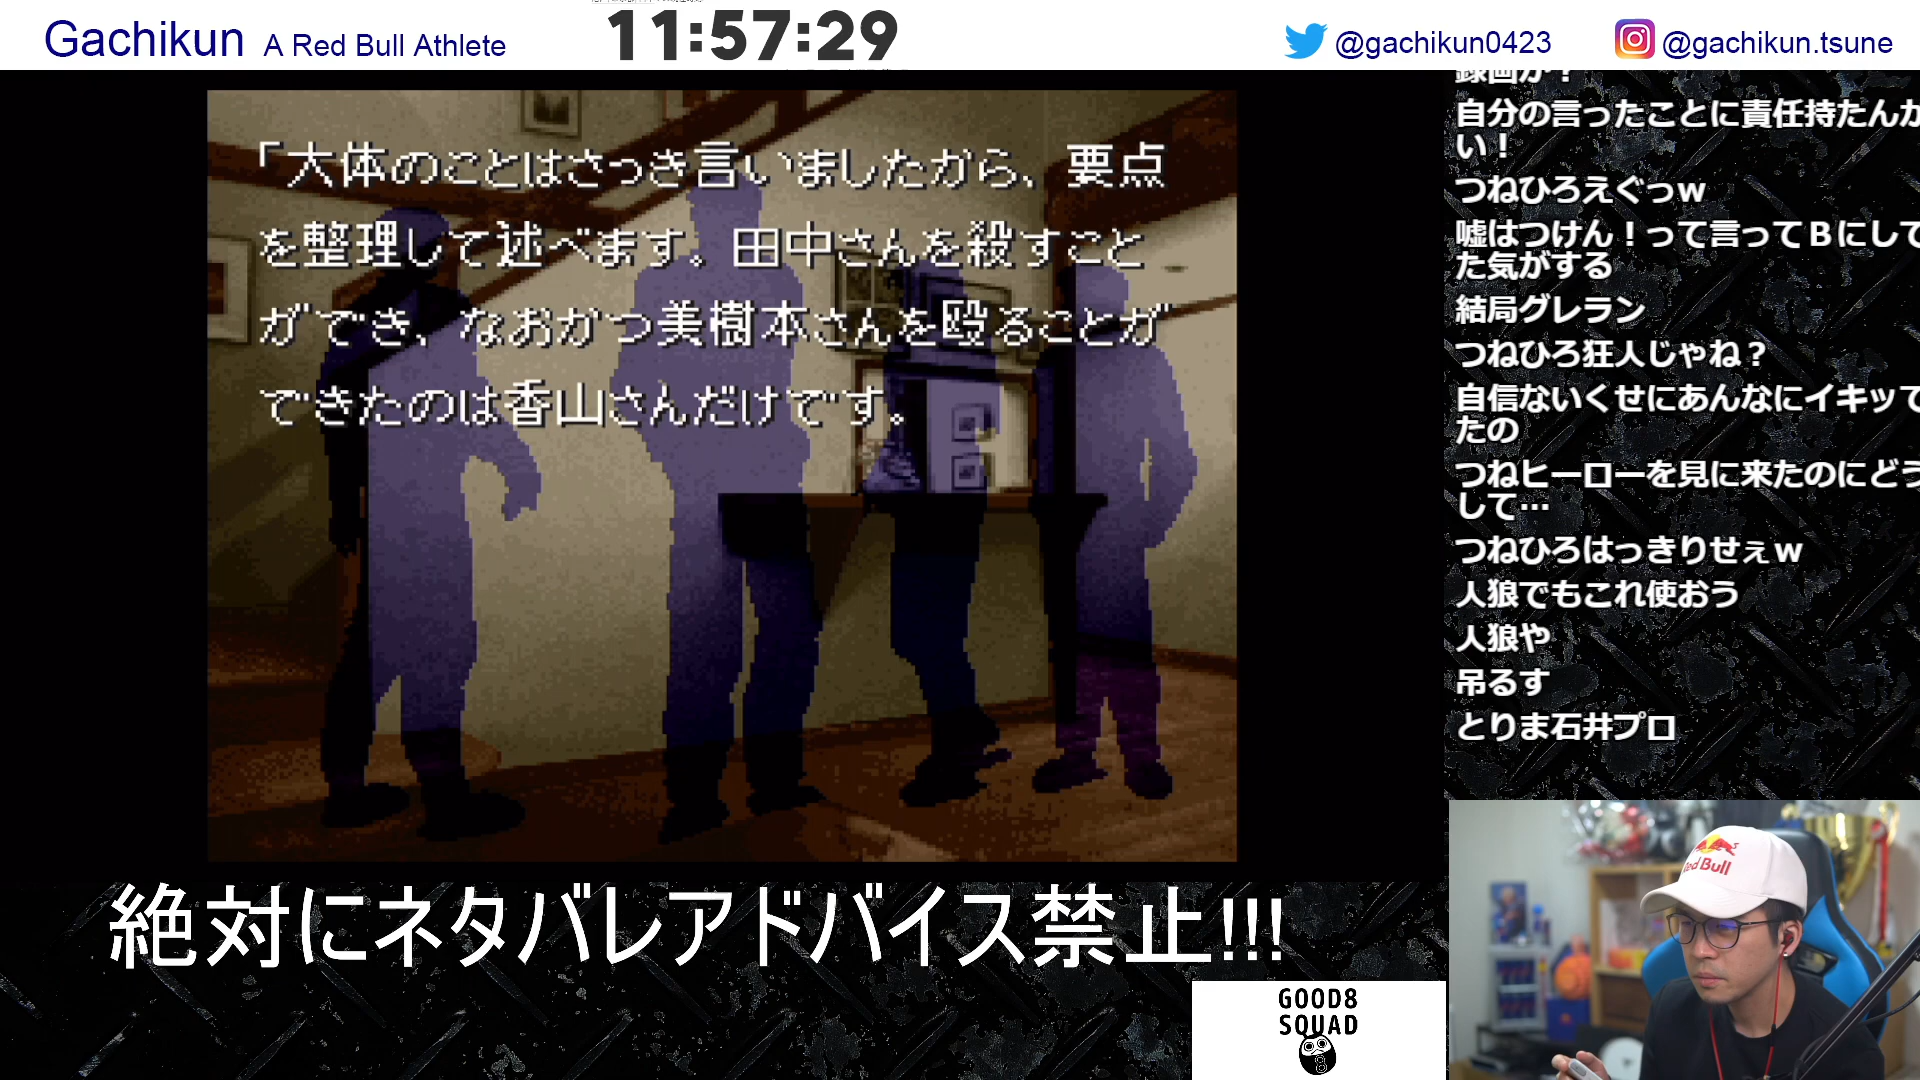 Gachikun A Red Bull Athlete
11:57:29
@gachikun0423
@gachikun.tsune
「大体のことはさっき言いましたから、要点
を整理して述べます。田中さんを殺すこと
ができ、なおかつ美樹本さんを殴ることが
できたのは香山さんだけです。
録画か？
自分の言ったことに責任持たんか
い！
つねひろえぐっｗ
嘘はつけん！って言ってＢにして
た気がする
結局グレラン
つねひろ狂人じゃね？
自信ないくせにあんなにイキッて
たの
つねヒーローを見に来たのにどう
して…
つねひろはっきりせぇｗ
人狼でもこれ使おう
人狼や
吊るす
とりま石井プロ
絶対にネタバレアドバイス禁止!!!
GOOD8
SQUAD
Red Bull